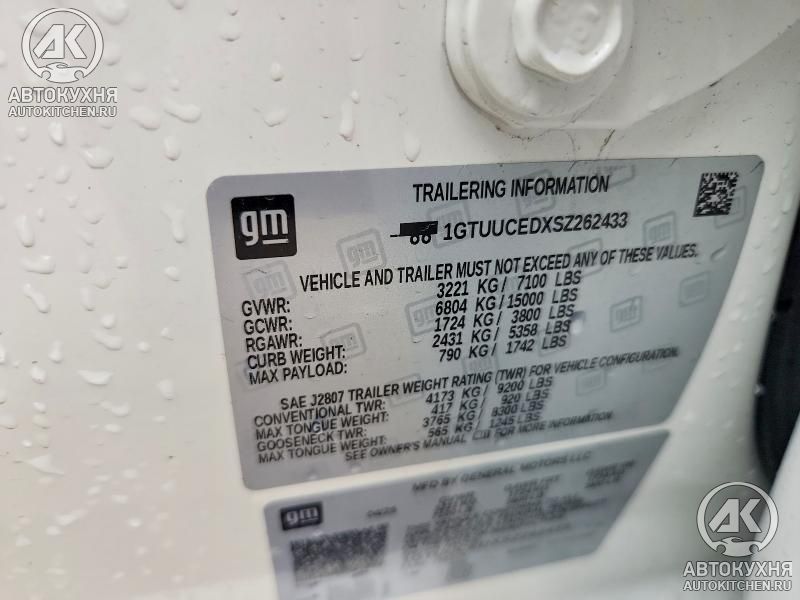 АК
АВТОКУХНЯ
AUTOKITCHEN.RU
gm
TRAILERING INFORMATION
1GTUUCEDXSZ262433
VEHICLE AND TRAILER MUST NOT EXCEED ANY OF THESE VALUES.
GVWR: 3221 KG / 7100 LBS
GCWR: 6804 KG / 15000 LBS
RGAWR: 1724 KG / 3800 LBS
CURB WEIGHT: 2431 KG / 5358 LBS
MAX PAYLOAD: 790 KG / 1742 LBS
SAE J2807 TRAILER WEIGHT RATING (TWR) FOR VEHICLE CONFIGURATION.
CONVENTIONAL TWR: 4173 KG / 9200 LBS
MAX TONGUE WEIGHT: 417 KG / 920 LBS
GOOSENECK TWR: 3765 KG / 8300 LBS
MAX TONGUE WEIGHT: 565 KG / 1245 LBS
SEE OWNER'S MANUAL FOR MORE INFORMATION.
gm
MFD BY GENERAL MOTORS LLC
АК
АВТОКУХНЯ
AUTOKITCHEN.RU